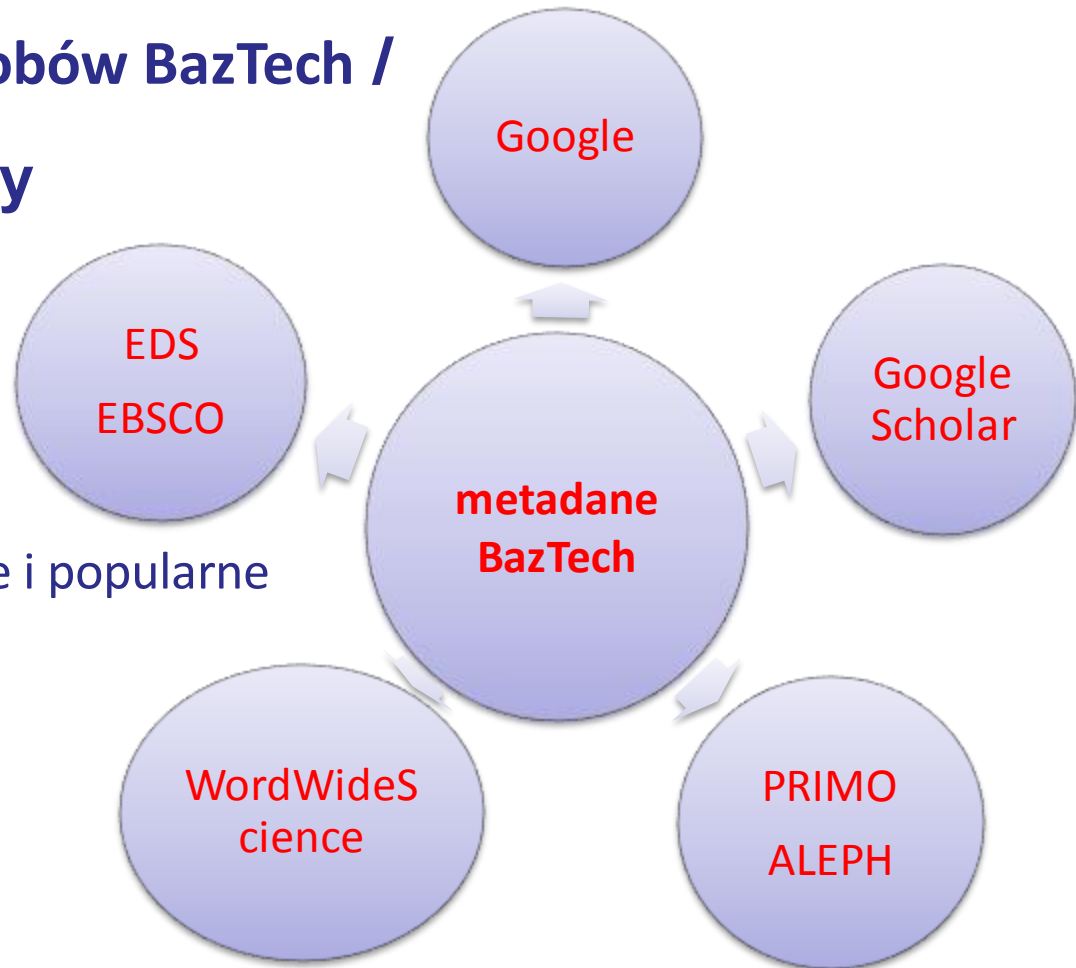 obów BazTech /
y
Google
EDS
EBSCO
Google
Scholar
metadane
BazTech
e i popularne
WordWideS
cience
PRIMO
ALEPH